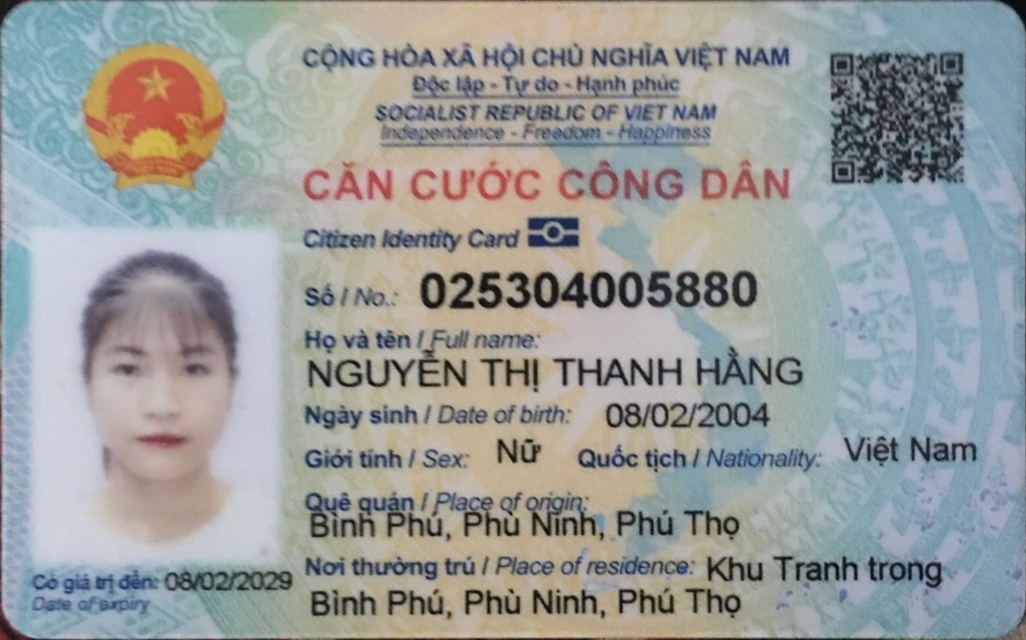 CỘNG HÒA XÃ HỘI CHỦ NGHĨA VIỆT NAM
Độc lập - Tự do - Hạnh phúc
SOCIALIST REPUBLIC OF VIET NAM
Independence - Freedom - Happiness
CĂN CƯỚC CÔNG DÂN
Citizen Identity Card
Số / No.: 025304005880
Họ và tên / Full name:
NGUYỄN THỊ THANH HẰNG
Ngày sinh / Date of birth: 08/02/2004
Giới tính / Sex: Nữ Quốc tịch / Nationality: Việt Nam
Quê quán / Place of origin:
Bình Phú, Phù Ninh, Phú Thọ
Nơi thường trú / Place of residence: Khu Tranh trong
Bình Phú, Phù Ninh, Phú Thọ
Có giá trị đến: 08/02/2029
Date of expiry